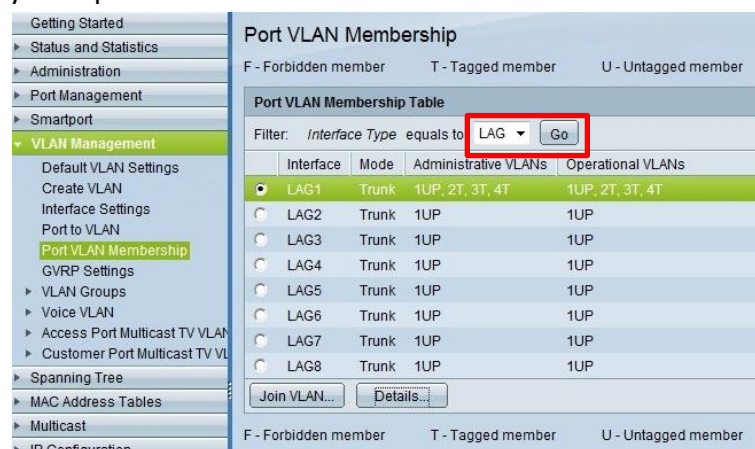 Getting Started
Status and Statistics
Administration
Port Management
Smartport
VLAN Management
Default VLAN Settings
Create VLAN
Interface Settings
Port to VLAN
Port VLAN Membership
GVRP Settings
VLAN Groups
Voice VLAN
Access Port Multicast TV VLAN
Customer Port Multicast TV VL
Spanning Tree
MAC Address Tables
Multicast
IP Configuration
Port VLAN Membership
F - Forbidden member T - Tagged member U - Untagged member
Port VLAN Membership Table
Filter: Interface Type equals to LAG Go
Interface Mode Administrative VLANs Operational VLANs
LAG1 Trunk 1UP, 2T, 3T, 4T 1UP, 2T, 3T, 4T
LAG2 Trunk 1UP 1UP
LAG3 Trunk 1UP 1UP
LAG4 Trunk 1UP 1UP
LAG5 Trunk 1UP 1UP
LAG6 Trunk 1UP 1UP
LAG7 Trunk 1UP 1UP
LAG8 Trunk 1UP 1UP
Join VLAN... Details...
F - Forbidden member T - Tagged member U - Untagged member